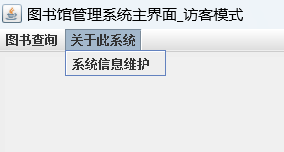 图书馆管理系统主界面_访客模式
图书查询 关于此系统
系统信息维护